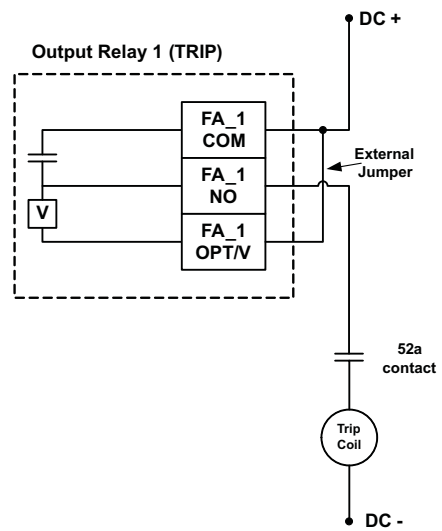 DC +
Output Relay 1 (TRIP)
FA_1
COM
External
Jumper
FA_1
NO
V
FA_1
OPT/V
52a
contact
Trip
Coil
DC -